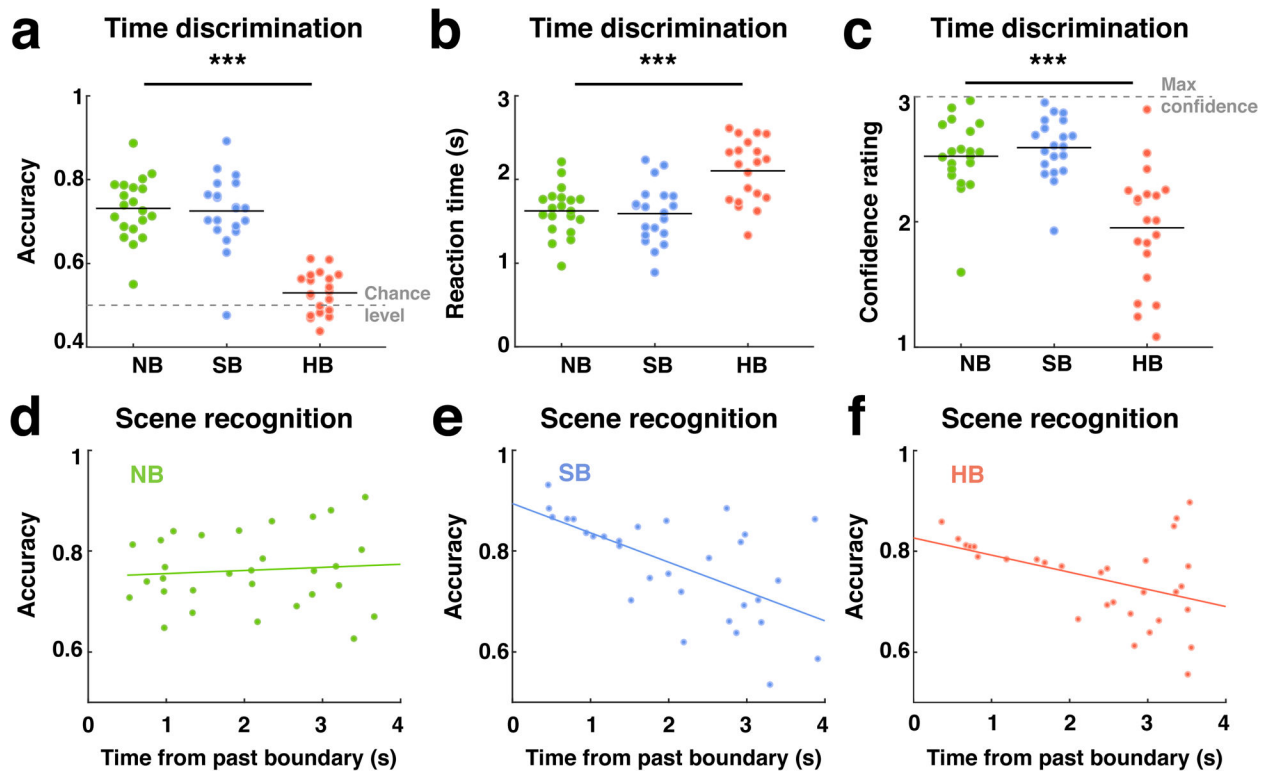 a Time discrimination
***
1
0.8
0.6
0.4
Accuracy
Chance
level
NB SB HB
b Time discrimination
***
3
2
1
0
Reaction time (s)
NB SB HB
c Time discrimination
***
Max
confidence
3
2
1
Confidence rating
NB SB HB
d Scene recognition
NB
1
0.8
0.6
Accuracy
0 1 2 3 4
Time from past boundary (s)
e Scene recognition
SB
1
0.8
0.6
Accuracy
0 1 2 3 4
Time from past boundary (s)
f Scene recognition
HB
1
0.8
0.6
Accuracy
0 1 2 3 4
Time from past boundary (s)